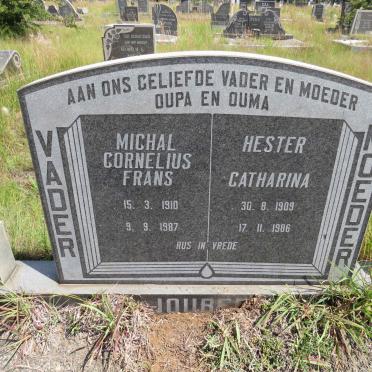 AAN ONS GELIEFDE VADER EN MOEDER
OUPA EN OUMA
VADER
MICHAL
CORNELIUS
FRANS
15. 3. 1910
9. 9. 1987
HESTER
CATHARINA
30. 8. 1909
17. 11. 1986
MOEDER
RUS IN VREDE